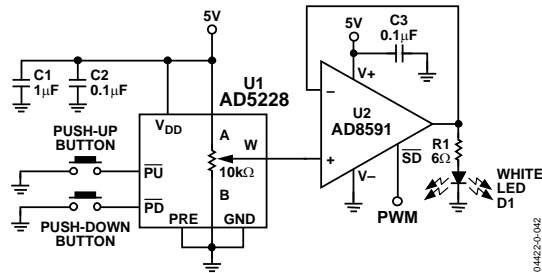 5V
C1
1μF
C2
0.1μF
U1
AD5228
VDD
A
W
10kΩ
B
PUSH-UP
BUTTON
PU
PD
PUSH-DOWN
BUTTON
PRE
GND
5V
C3
0.1μF
V+
–
U2
AD8591
+
SD
V–
PWM
R1
6Ω
WHITE
LED
D1
04422-0-042